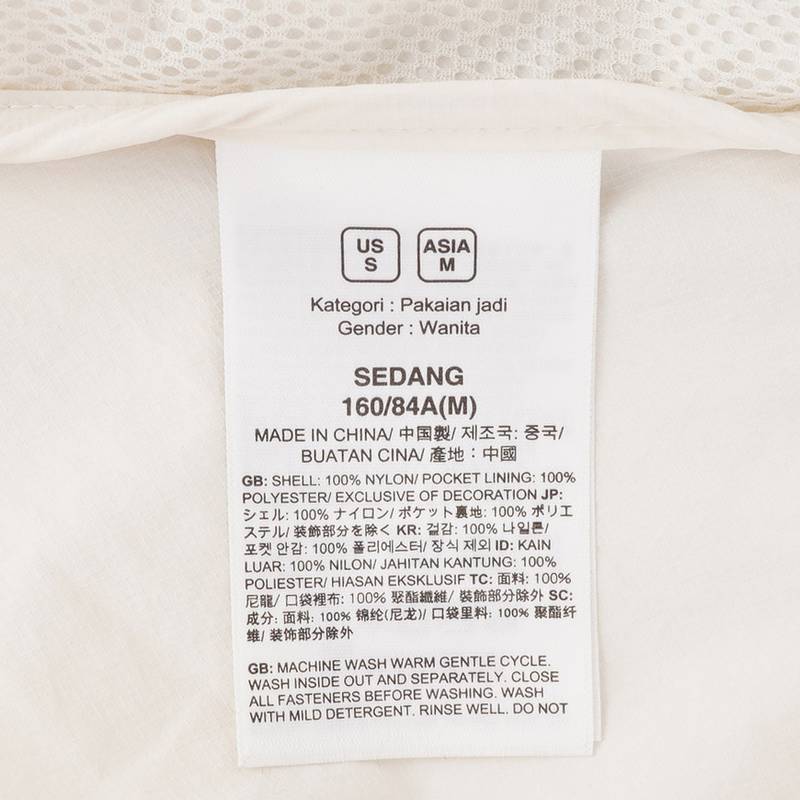 US
S
ASIA
M
Kategori : Pakaian jadi
Gender : Wanita
SEDANG
160/84A(M)
MADE IN CHINA/ 中国製/ 제조국: 중국/
BUATAN CINA/ 產地：中國
GB: SHELL: 100% NYLON/ POCKET LINING: 100%
POLYESTER/ EXCLUSIVE OF DECORATION JP:
シェル: 100% ナイロン/ ポケット裏地: 100% ポリエ
ステル/ 装飾部分を除く KR: 겉감: 100% 나일론/
포켓 안감: 100% 폴리에스터/ 장식 제외 ID: KAIN
LUAR: 100% NILON/ JAHITAN KANTUNG: 100%
POLIESTER/ HIASAN EKSKLUSIF TC: 面料: 100%
尼龍/ 口袋裡布: 100% 聚酯纖維/ 裝飾部分除外 SC:
成分: 面料: 100% 锦纶(尼龙)/ 口袋里料: 100% 聚酯纤
维/ 装饰部分除外
GB: MACHINE WASH WARM GENTLE CYCLE.
WASH INSIDE OUT AND SEPARATELY. CLOSE
ALL FASTENERS BEFORE WASHING. WASH
WITH MILD DETERGENT. RINSE WELL. DO NOT